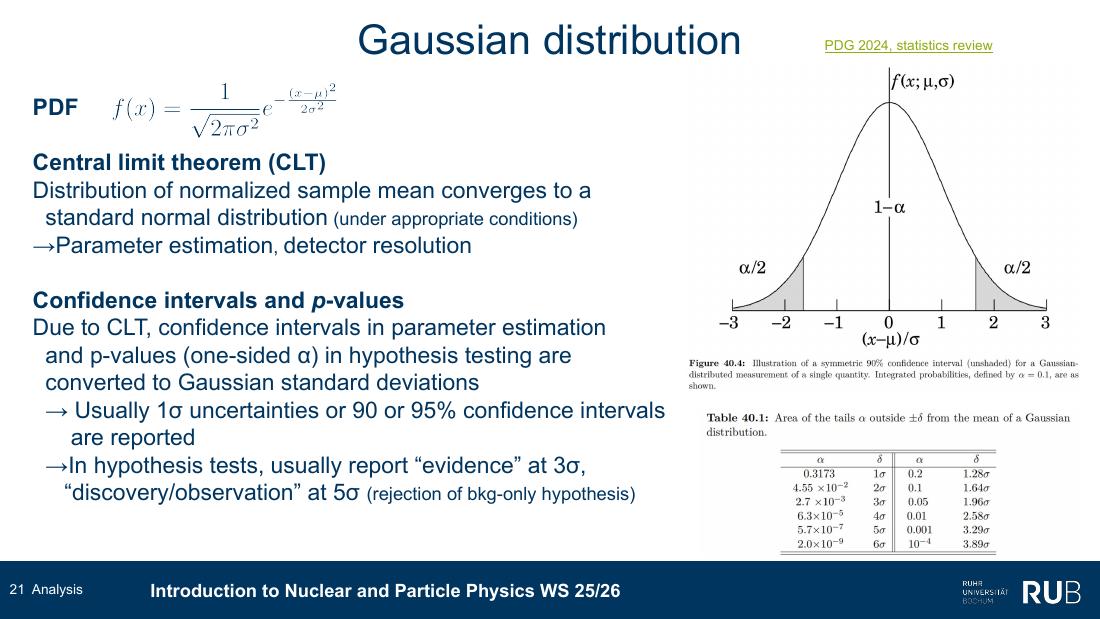 Gaussian distribution
PDG 2024, statistics review
PDF f(x) = 1/√(2πσ²) e^(−(x−μ)²/2σ²)
Central limit theorem (CLT)
Distribution of normalized sample mean converges to a
standard normal distribution (under appropriate conditions)
→Parameter estimation, detector resolution
Confidence intervals and p-values
Due to CLT, confidence intervals in parameter estimation
and p-values (one-sided α) in hypothesis testing are
converted to Gaussian standard deviations
→ Usually 1σ uncertainties or 90 or 95% confidence intervals
are reported
→In hypothesis tests, usually report “evidence” at 3σ,
“discovery/observation” at 5σ (rejection of bkg-only hypothesis)
f(x; μ,σ)
1−α
α/2 α/2
−3 −2 −1 0 1 2 3
(x−μ)/σ
Figure 40.4: Illustration of a symmetric 90% confidence interval (unshaded) for a Gaussian-
distributed measurement of a single quantity. Integrated probabilities, defined by α = 0.1, are as
shown.
Table 40.1: Area of the tails α outside ±δ from the mean of a Gaussian
distribution.
α δ α δ
0.3173 1σ 0.2 1.28σ
4.55 ×10⁻² 2σ 0.1 1.64σ
2.7 ×10⁻³ 3σ 0.05 1.96σ
6.3×10⁻⁵ 4σ 0.01 2.58σ
5.7×10⁻⁷ 5σ 0.001 3.29σ
2.0×10⁻⁹ 6σ 10⁻⁴ 3.89σ
21 Analysis
Introduction to Nuclear and Particle Physics WS 25/26
RUHR
UNIVERSITÄT
BOCHUM
RUB